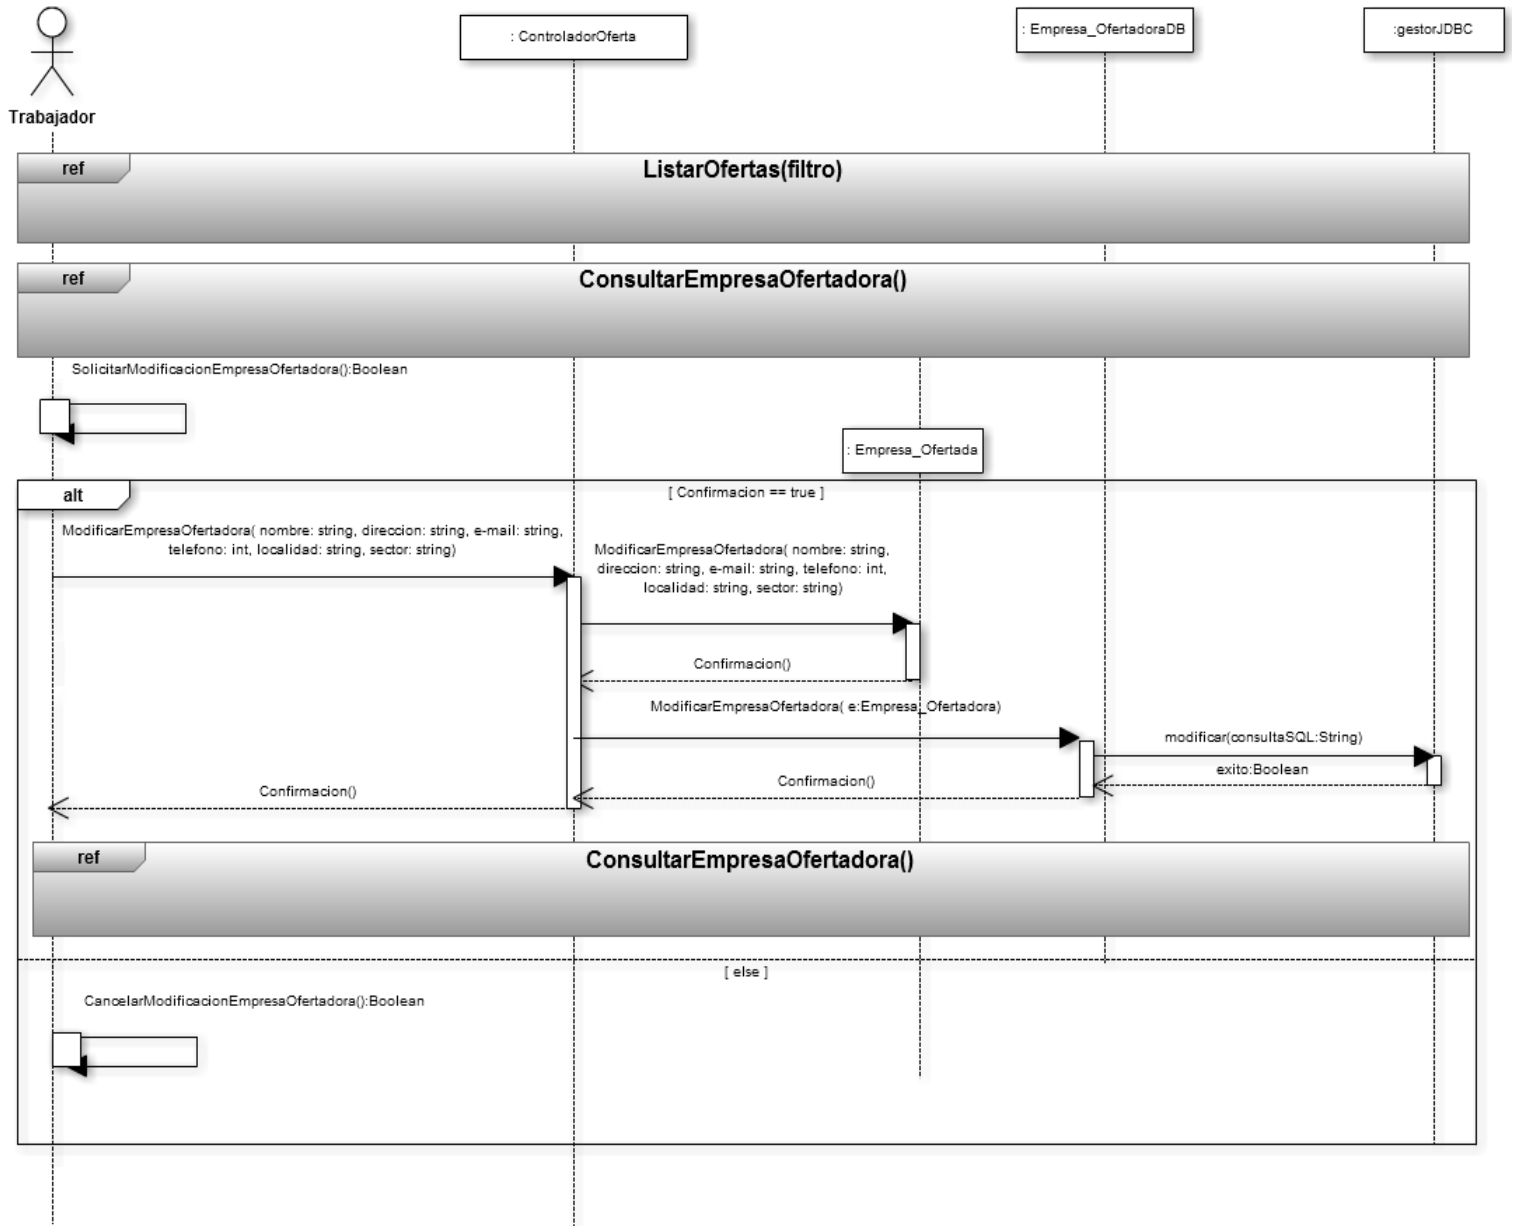 : ControladorOferta
: Empresa_OfertadoraDB
:gestorJDBC
Trabajador
ref
ListarOfertas(filtro)
ref
ConsultarEmpresaOfertadora()
SolicitarModificacionEmpresaOfertadora():Boolean
: Empresa_Ofertada
alt
[ Confirmacion == true ]
ModificarEmpresaOfertadora( nombre: string, direccion: string, e-mail: string,
telefono: int, localidad: string, sector: string)
ModificarEmpresaOfertadora( nombre: string,
direccion: string, e-mail: string, telefono: int,
localidad: string, sector: string)
Confirmacion()
ModificarEmpresaOfertadora( e:Empresa_Ofertadora)
modificar(consultaSQL:String)
exito:Boolean
Confirmacion()
Confirmacion()
ref
ConsultarEmpresaOfertadora()
[ else ]
CancelarModificacionEmpresaOfertadora():Boolean